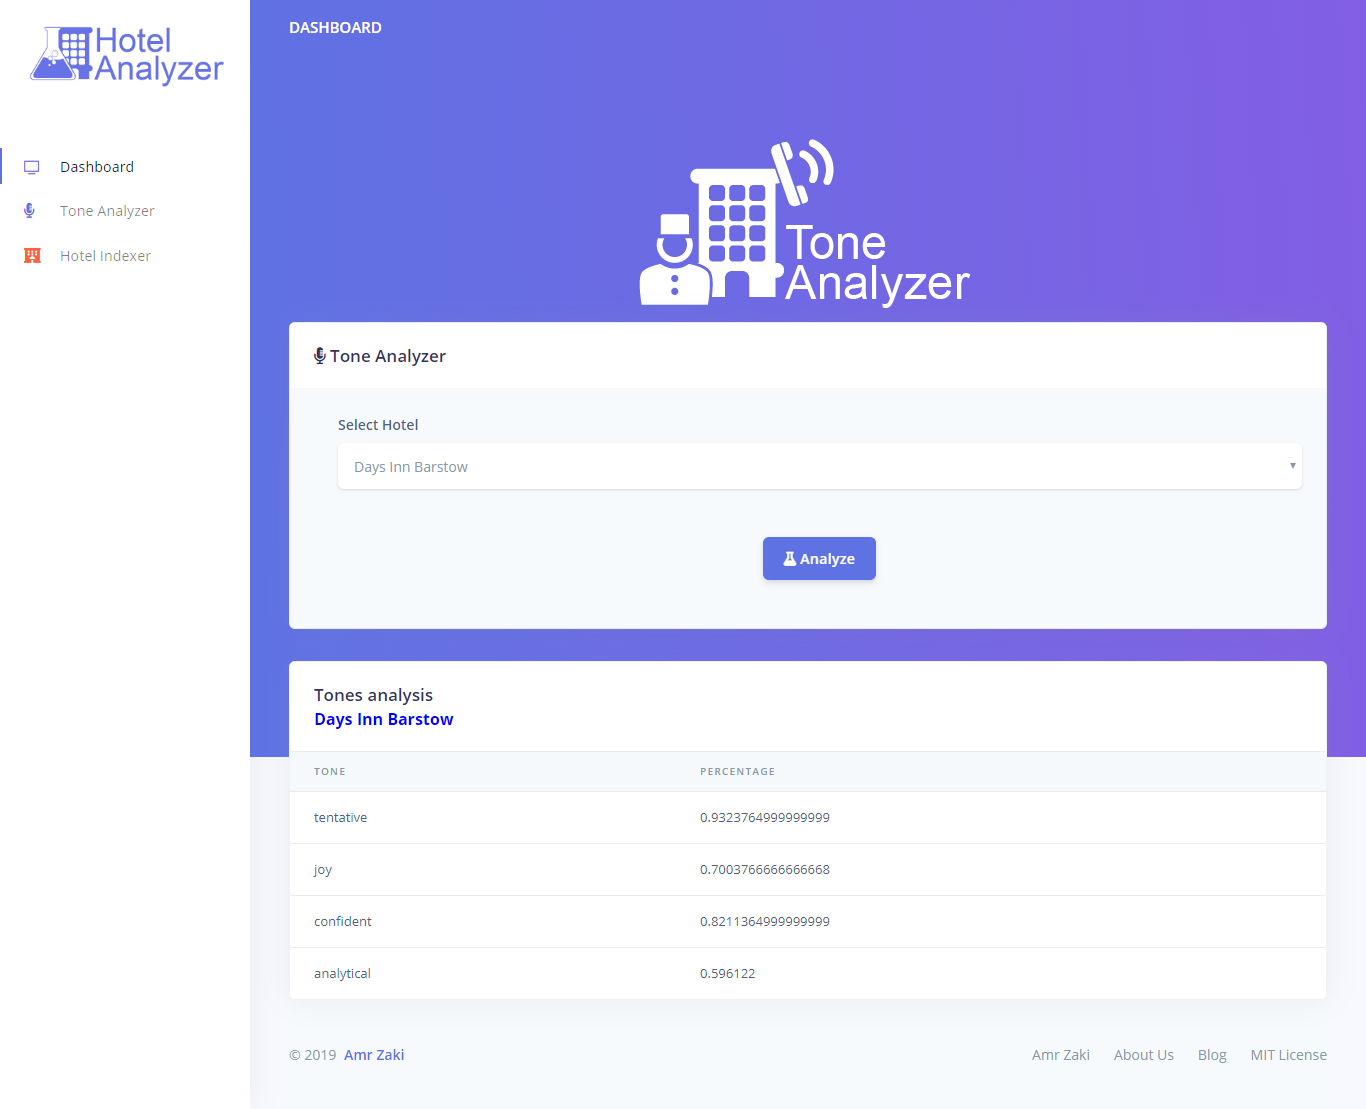 Hotel
Analyzer
DASHBOARD
Dashboard
Tone Analyzer
Hotel Indexer
Tone
Analyzer
Tone Analyzer
Select Hotel
Days Inn Barstow
Analyze
Tones analysis
Days Inn Barstow
TONE PERCENTAGE
tentative 0.9323764999999999
joy 0.7003766666666668
confident 0.8211364999999999
analytical 0.596122
© 2019 Amr Zaki Amr Zaki About Us Blog MIT License